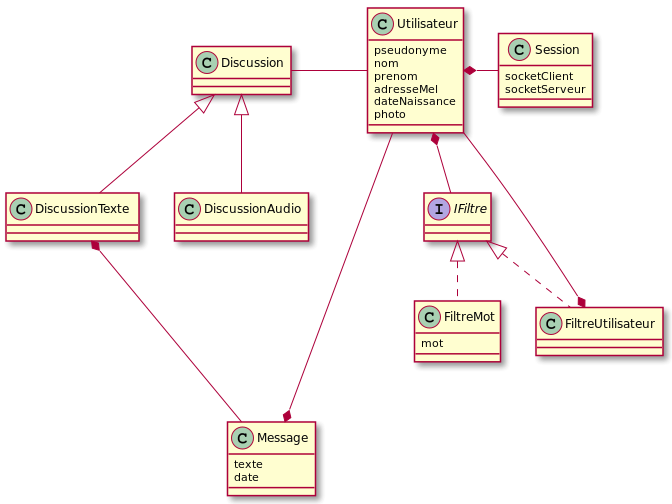 C Utilisateur
pseudonyme
nom
prenom
adresseMel
dateNaissance
photo
C Discussion
C Session
socketClient
socketServeur
C DiscussionTexte
C DiscussionAudio
I IFiltre
C FiltreMot
mot
C FiltreUtilisateur
C Message
texte
date